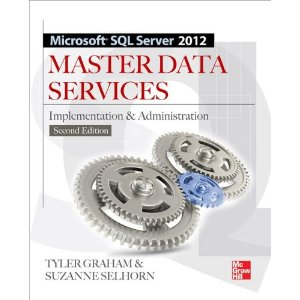 Microsoft® SQL Server® 2012
MASTER DATA
SERVICES
Implementation & Administration
Second Edition
TYLER GRAHAM &
SUZANNE SELHORN
Mc
Graw
Hill